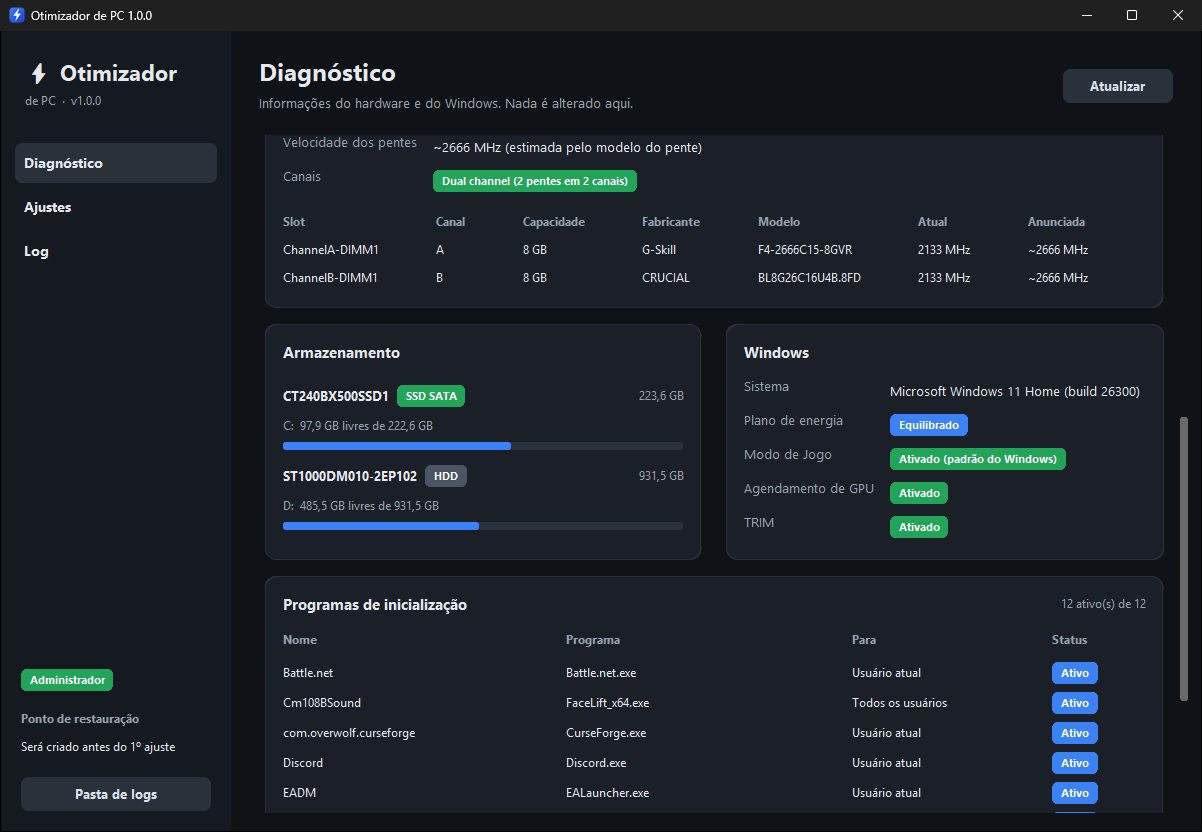 Otimizador de PC 1.0.0
Otimizador
de PC · v1.0.0
Diagnóstico
Ajustes
Log
Administrador
Ponto de restauração
Será criado antes do 1º ajuste
Pasta de logs
Diagnóstico
Informações do hardware e do Windows. Nada é alterado aqui.
Atualizar
Velocidade dos pentes ~2666 MHz (estimada pelo modelo do pente)
Canais Dual channel (2 pentes em 2 canais)
Slot Canal Capacidade Fabricante Modelo Atual Anunciada
ChannelA-DIMM1 A 8 GB G-Skill F4-2666C15-8GVR 2133 MHz ~2666 MHz
ChannelB-DIMM1 B 8 GB CRUCIAL BL8G26C16U4B.8FD 2133 MHz ~2666 MHz
Armazenamento
CT240BX500SSD1 SSD SATA 223,6 GB
C: 97,9 GB livres de 222,6 GB
ST1000DM010-2EP102 HDD 931,5 GB
D: 485,5 GB livres de 931,5 GB
Windows
Sistema Microsoft Windows 11 Home (build 26300)
Plano de energia Equilibrado
Modo de Jogo Ativado (padrão do Windows)
Agendamento de GPU Ativado
TRIM Ativado
Programas de inicialização 12 ativo(s) de 12
Nome Programa Para Status
Battle.net Battle.net.exe Usuário atual Ativo
Cm108BSound FaceLift_x64.exe Todos os usuários Ativo
com.overwolf.curseforge CurseForge.exe Usuário atual Ativo
Discord Discord.exe Usuário atual Ativo
EADM EALauncher.exe Usuário atual Ativo